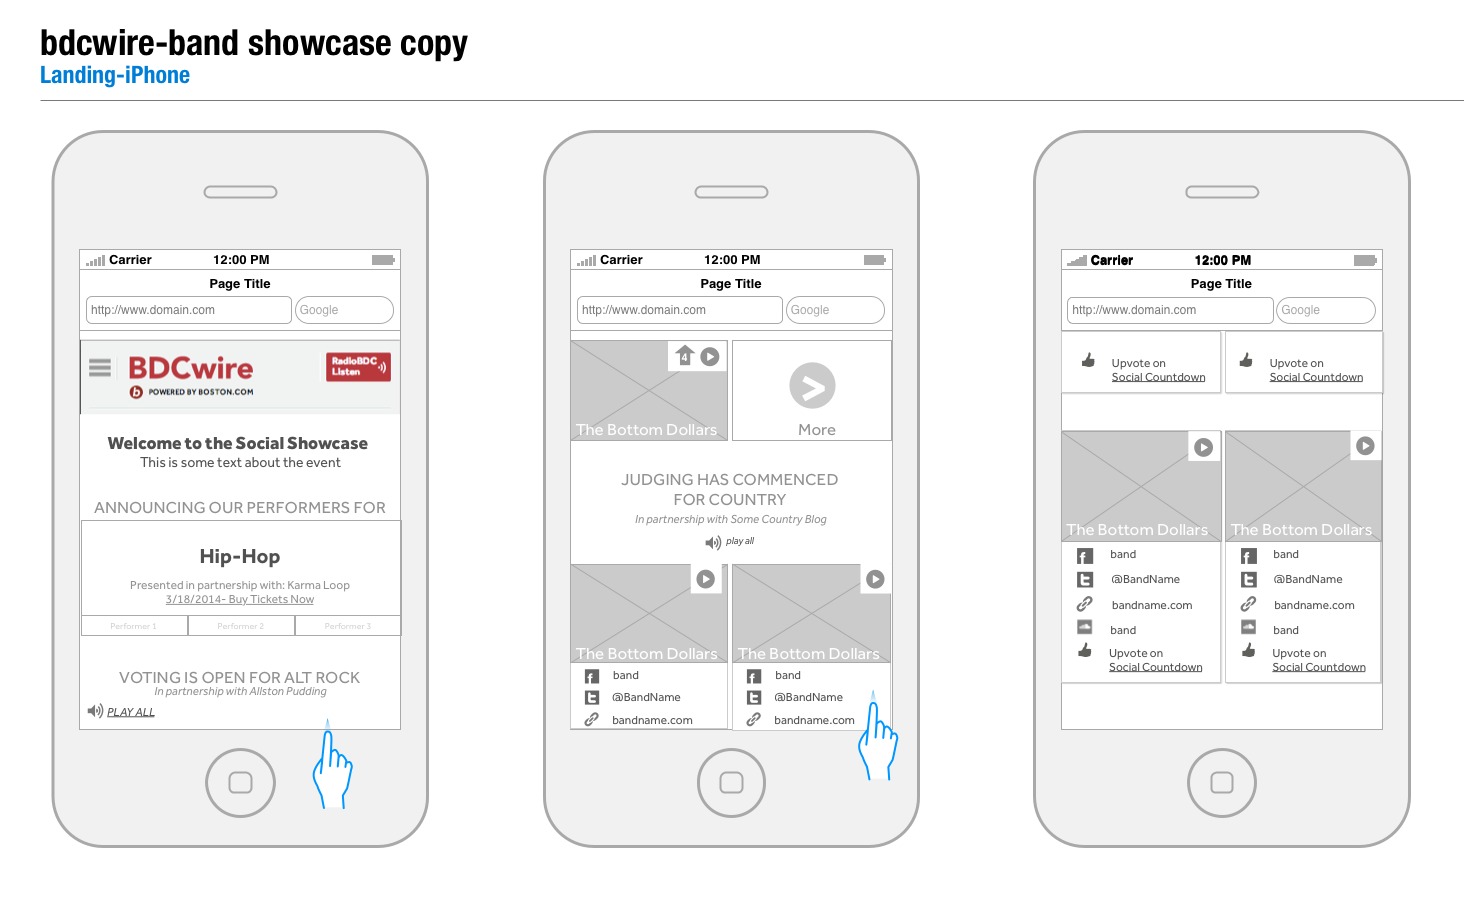 bdcwire-band showcase copy
Landing-iPhone
Carrier 12:00 PM
Page Title
http://www.domain.com Google
BDCwire
b POWERED BY BOSTON.COM
RadioBDC
Listen
Welcome to the Social Showcase
This is some text about the event
ANNOUNCING OUR PERFORMERS FOR
Hip-Hop
Presented in partnership with: Karma Loop
3/18/2014- Buy Tickets Now
Performer 1 Performer 2 Performer 3
VOTING IS OPEN FOR ALT ROCK
In partnership with Allston Pudding
PLAY ALL
Carrier 12:00 PM
Page Title
http://www.domain.com Google
4
The Bottom Dollars
>
More
JUDGING HAS COMMENCED
FOR COUNTRY
In partnership with Some Country Blog
play all
The Bottom Dollars The Bottom Dollars
f band f band
t @BandName t @BandName
bandname.com bandname.com
Carrier 12:00 PM
Page Title
http://www.domain.com Google
Upvote on Upvote on
Social Countdown Social Countdown
The Bottom Dollars The Bottom Dollars
f band f band
t @BandName t @BandName
bandname.com bandname.com
band band
Upvote on Upvote on
Social Countdown Social Countdown